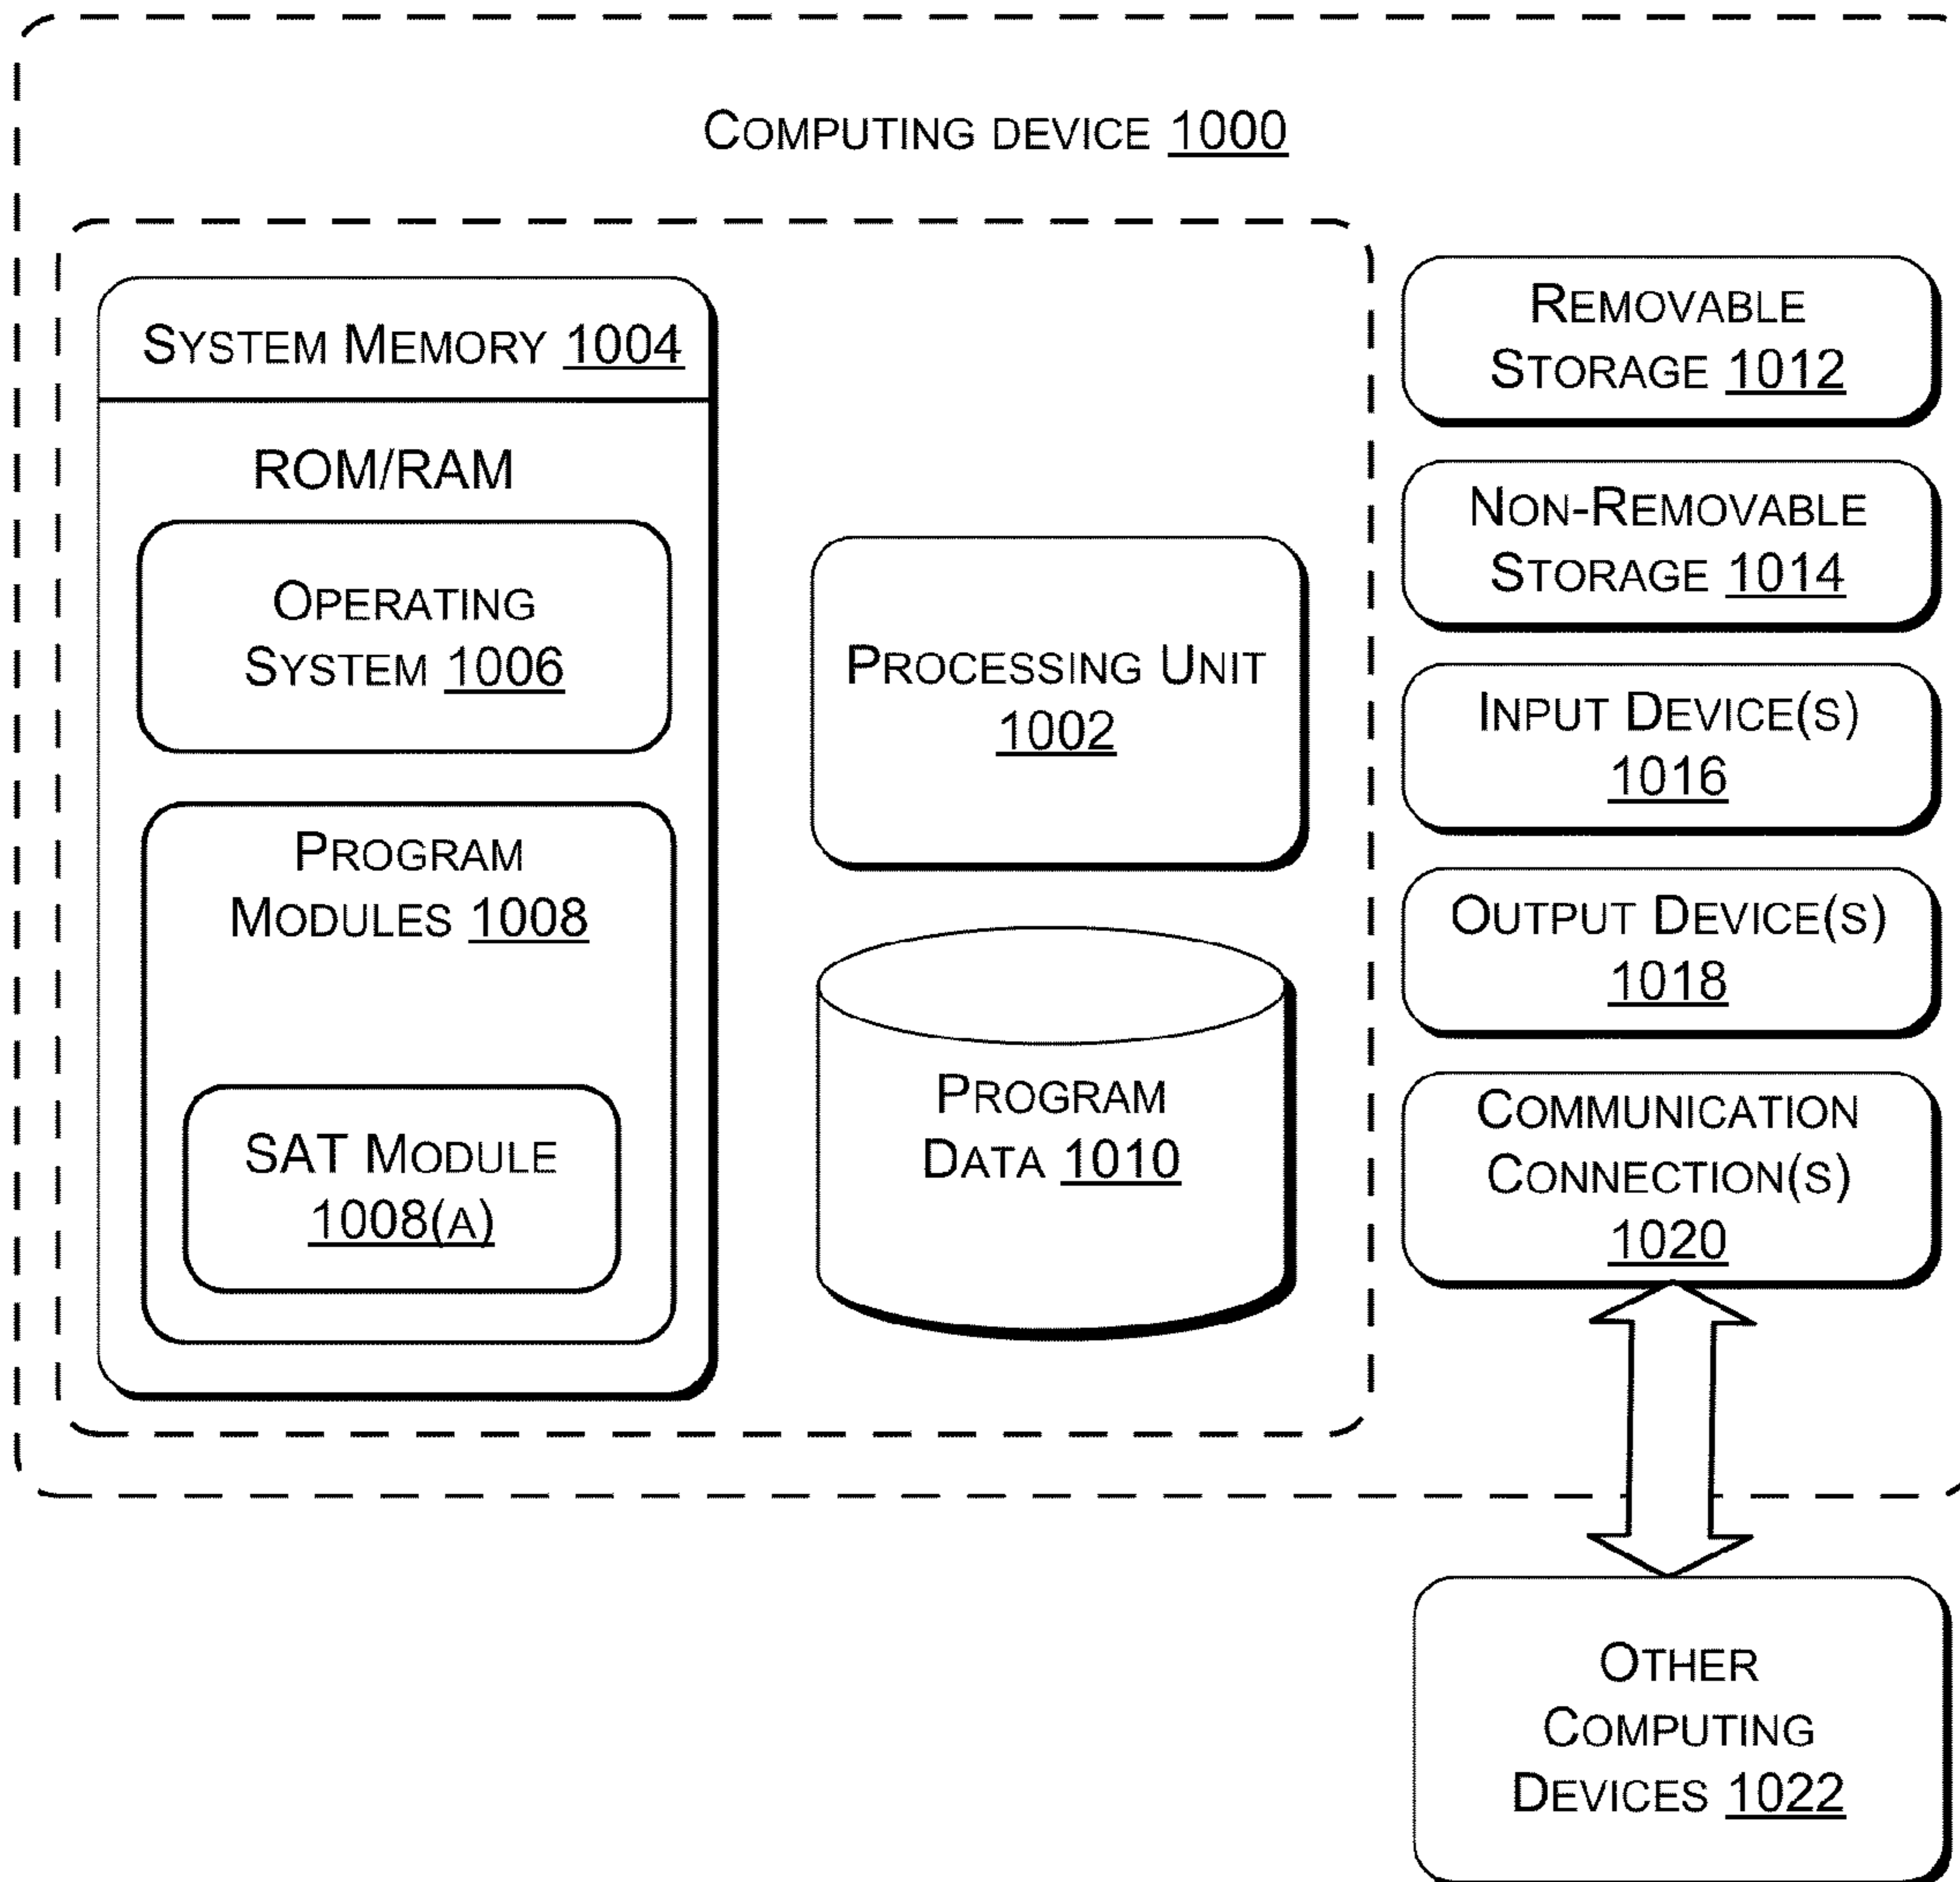 COMPUTING DEVICE 1000
SYSTEM MEMORY 1004
ROM/RAM
OPERATING
SYSTEM 1006
PROGRAM
MODULES 1008
SAT MODULE
1008(A)
PROCESSING UNIT
1002
PROGRAM
DATA 1010
REMOVABLE
STORAGE 1012
NON-REMOVABLE
STORAGE 1014
INPUT DEVICE(S)
1016
OUTPUT DEVICE(S)
1018
COMMUNICATION
CONNECTION(S)
1020
OTHER
COMPUTING
DEVICES 1022